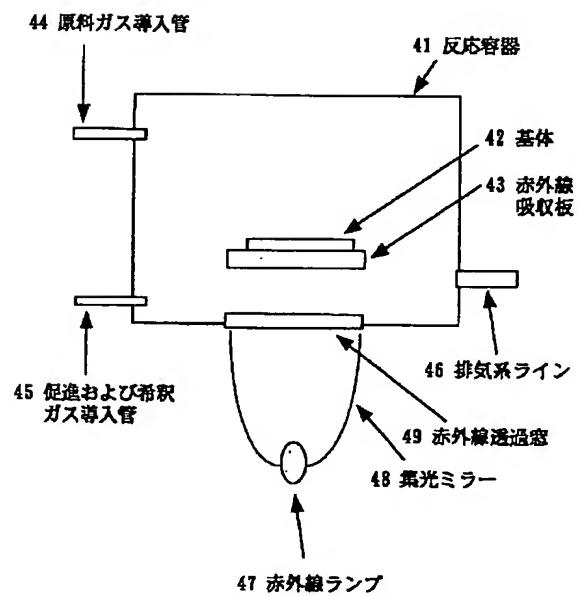 44 原料ガス導入管
41 反応容器
42 基体
43 赤外線
吸収板
46 排気系ライン
45 促進および希釈
ガス導入管
49 赤外線透過窓
48 集光ミラー
47 赤外線ランプ